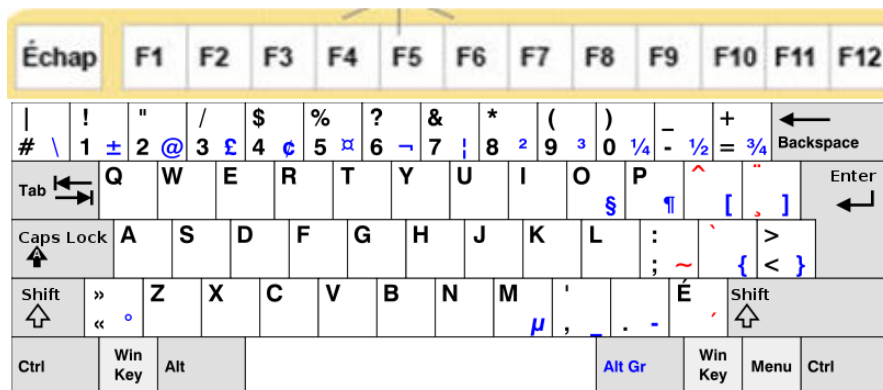 Échap F1 F2 F3 F4 F5 F6 F7 F8 F9 F10 F11 F12
| ! " / $ % ? & * ( ) _ +
# \ 1 ± 2 @ 3 £ 4 ¢ 5 ¤ 6 ¬ 7 ¦ 8 ² 9 ³ 0 ¼ - ½ = ¾ Backspace
Tab Q W E R T Y U I O § P ¶ ^ [ ¨ ¸ ] Enter
Caps Lock A A S D F G H J K L : ; ~ ` { > < } 
Shift » « ° Z X C V B N M µ ' , _ . - É ´ Shift
Ctrl Win Key Alt Alt Gr Win Key Menu Ctrl